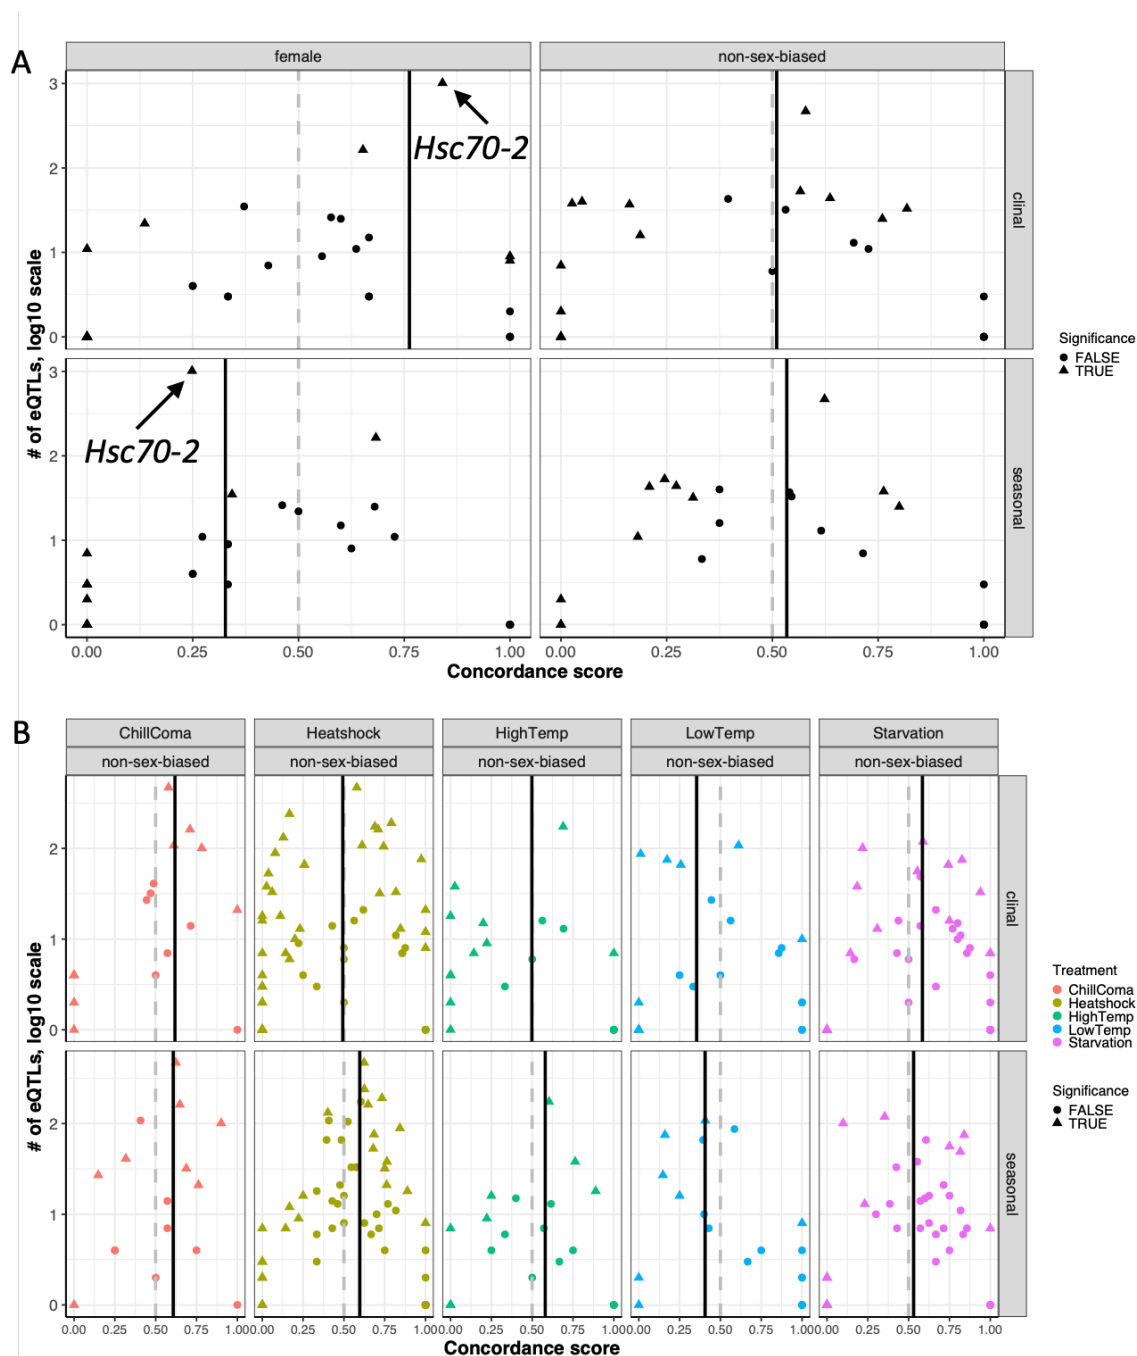 A
female
non-sex-biased
3
2
1
0
Hsc70-2
clinal
# of eQTLs, log10 scale
Significance
FALSE
TRUE
3
2
1
0
Hsc70-2
seasonal
0.00 0.25 0.50 0.75 1.00
0.00 0.25 0.50 0.75 1.00
Concordance score
B
ChillComa Heatshock HighTemp LowTemp Starvation
non-sex-biased non-sex-biased non-sex-biased non-sex-biased non-sex-biased
2
1
0
clinal
# of eQTLs, log10 scale
Treatment
ChillComa
Heatshock
HighTemp
LowTemp
Starvation
Significance
FALSE
TRUE
2
1
0
seasonal
0.00 0.25 0.50 0.75 1.00 0.00 0.25 0.50 0.75 1.00 0.00 0.25 0.50 0.75 1.00 0.00 0.25 0.50 0.75 1.00 0.00 0.25 0.50 0.75 1.00
Concordance score